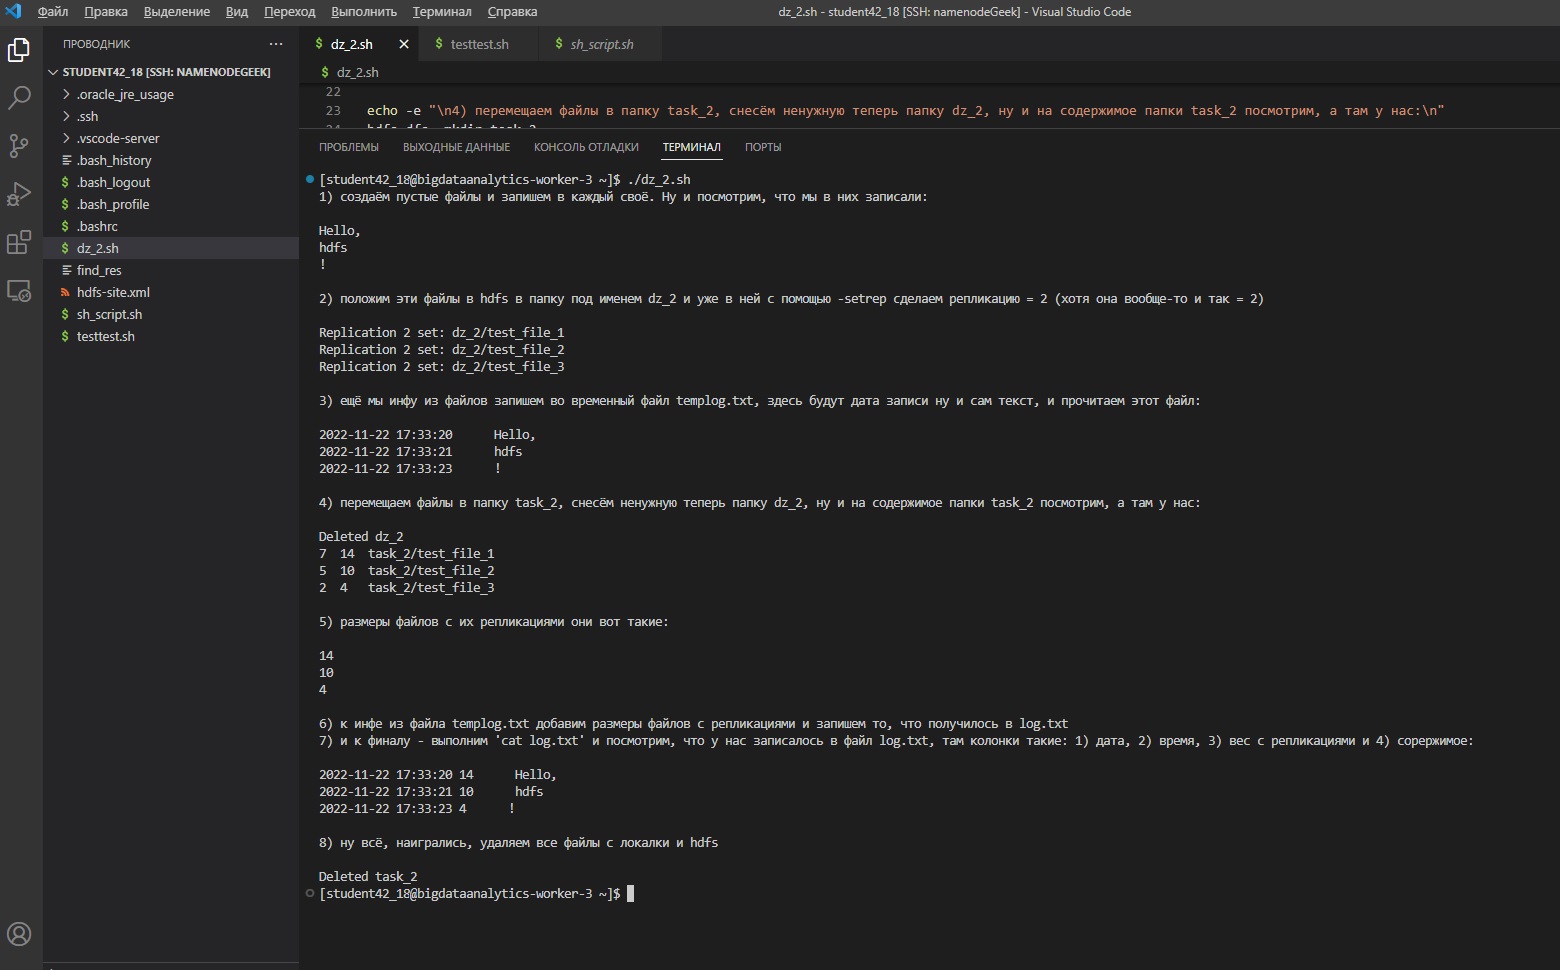 Файл Правка Выделение Вид Переход Выполнить Терминал Справка
dz_2.sh - student42_18 [SSH: namenodeGeek] - Visual Studio Code
ПРОВОДНИК
STUDENT42_18 [SSH: NAMENODEGEEK]
.oracle_jre_usage
.ssh
.vscode-server
.bash_history
.bash_logout
.bash_profile
.bashrc
dz_2.sh
find_res
hdfs-site.xml
sh_script.sh
testtest.sh
dz_2.sh testtest.sh sh_script.sh
dz_2.sh
22
23 echo -e "\n4) перемещаем файлы в папку task_2, снесём ненужную теперь папку dz_2, ну и на содержимое папки task_2 посмотрим, а там у нас:\n"
ПРОБЛЕМЫ ВЫХОДНЫЕ ДАННЫЕ КОНСОЛЬ ОТЛАДКИ ТЕРМИНАЛ ПОРТЫ
[student42_18@bigdataanalytics-worker-3 ~]$ ./dz_2.sh
1) создаём пустые файлы и запишем в каждый своё. Ну и посмотрим, что мы в них записали:
Hello,
hdfs
!
2) положим эти файлы в hdfs в папку под именем dz_2 и уже в ней с помощью -setrep сделаем репликацию = 2 (хотя она вообще-то и так = 2)
Replication 2 set: dz_2/test_file_1
Replication 2 set: dz_2/test_file_2
Replication 2 set: dz_2/test_file_3
3) ещё мы инфу из файлов запишем во временный файл templog.txt, здесь будут дата записи ну и сам текст, и прочитаем этот файл:
2022-11-22 17:33:20 Hello,
2022-11-22 17:33:21 hdfs
2022-11-22 17:33:23 !
4) перемещаем файлы в папку task_2, снесём ненужную теперь папку dz_2, ну и на содержимое папки task_2 посмотрим, а там у нас:
Deleted dz_2
7 14 task_2/test_file_1
5 10 task_2/test_file_2
2 4 task_2/test_file_3
5) размеры файлов с их репликациями они вот такие:
14
10
4
6) к инфе из файла templog.txt добавим размеры файлов с репликациями и запишем то, что получилось в log.txt
7) и к финалу - выполним 'cat log.txt' и посмотрим, что у нас записалось в файл log.txt, там колонки такие: 1) дата, 2) время, 3) вес с репликациями и 4) сорержимое:
2022-11-22 17:33:20 14 Hello,
2022-11-22 17:33:21 10 hdfs
2022-11-22 17:33:23 4 !
8) ну всё, наигрались, удаляем все файлы с локалки и hdfs
Deleted task_2
[student42_18@bigdataanalytics-worker-3 ~]$